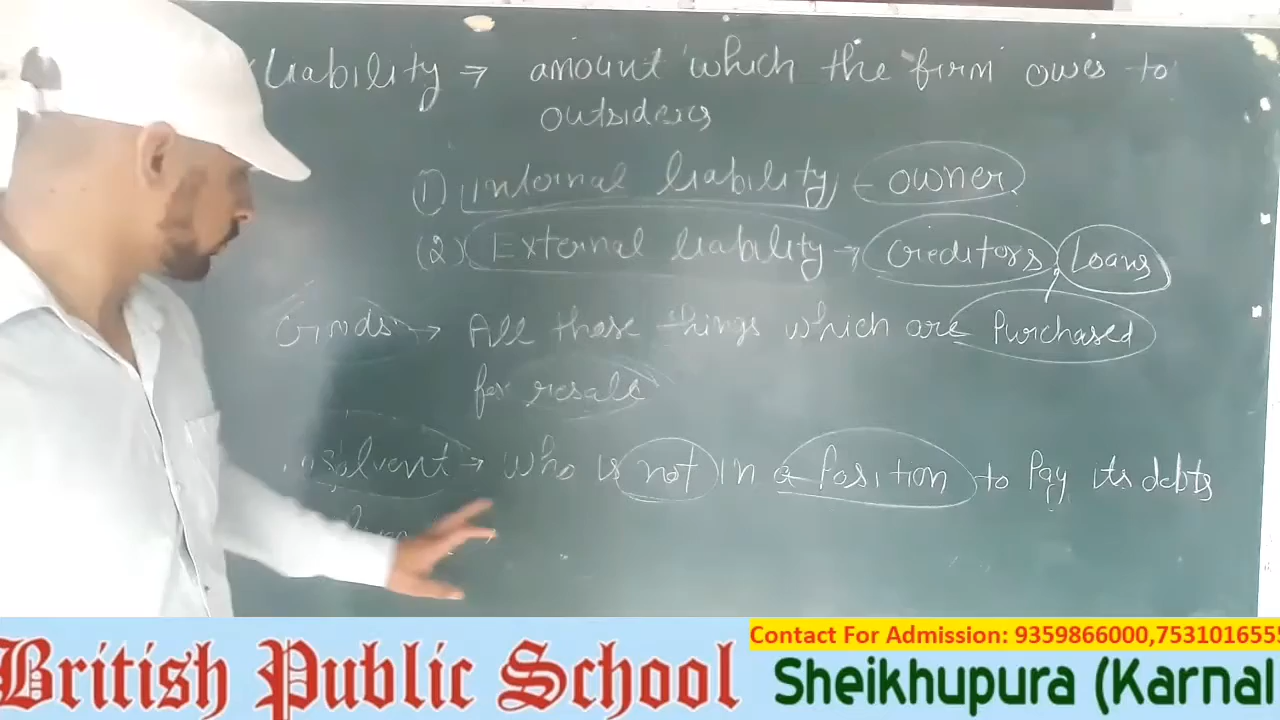 Liability → amount which the firm owes to
outsiders
(1) Internal liability - owner
(2) External liability → Creditors, Loans
Goods → All those things which are Purchased
for resale
insolvent → who is not in a Position to Pay its debts
Contact For Admission: 9359866000,753101655
British Public School
Sheikhupura (Karnal